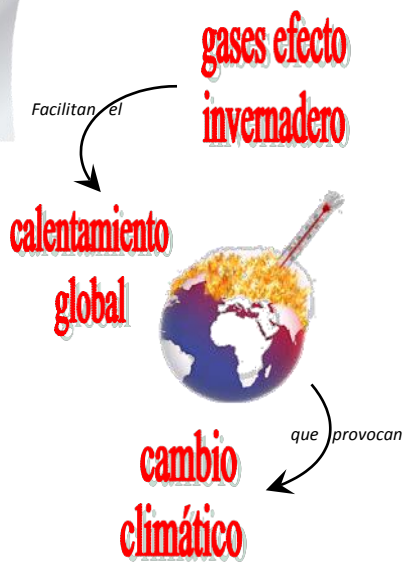 gases efecto
invernadero
Facilitan el
calentamiento
global
que provocan
cambio
climático